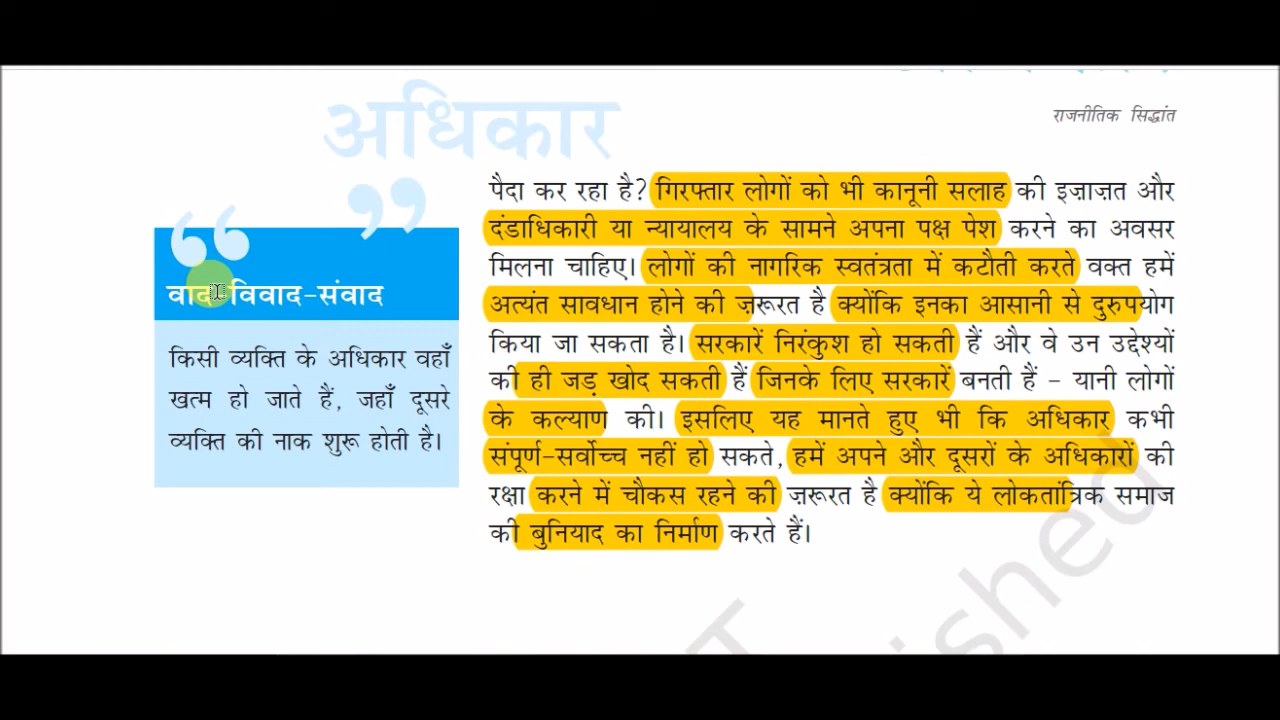 अधिकार
राजनीतिक सिद्धांत
वाद-विवाद-संवाद
किसी व्यक्ति के अधिकार वहाँ
खत्म हो जाते हैं, जहाँ दूसरे
व्यक्ति की नाक शुरू होती है।
पैदा कर रहा है? गिरफ्तार लोगों को भी कानूनी सलाह की इज़ाज़त और
दंडाधिकारी या न्यायालय के सामने अपना पक्ष पेश करने का अवसर
मिलना चाहिए। लोगों की नागरिक स्वतंत्रता में कटौती करते वक्त हमें
अत्यंत सावधान होने की ज़रूरत है क्योंकि इनका आसानी से दुरुपयोग
किया जा सकता है। सरकारें निरंकुश हो सकती हैं और वे उन उद्देश्यों
की ही जड़ खोद सकती हैं जिनके लिए सरकारें बनती हैं – यानी लोगों
के कल्याण की। इसलिए यह मानते हुए भी कि अधिकार कभी
संपूर्ण-सर्वोच्च नहीं हो सकते, हमें अपने और दूसरों के अधिकारों की
रक्षा करने में चौकस रहने की ज़रूरत है क्योंकि ये लोकतांत्रिक समाज
की बुनियाद का निर्माण करते हैं।